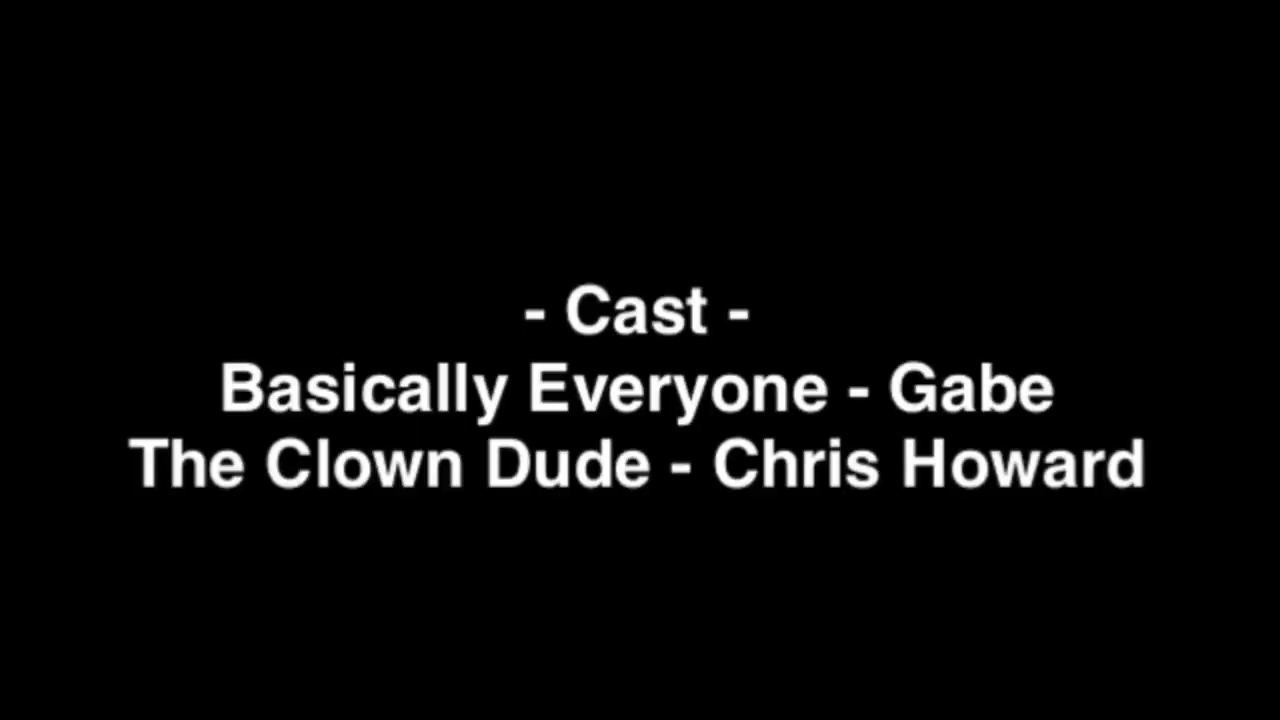 - Cast -
Basically Everyone - Gabe
The Clown Dude - Chris Howard